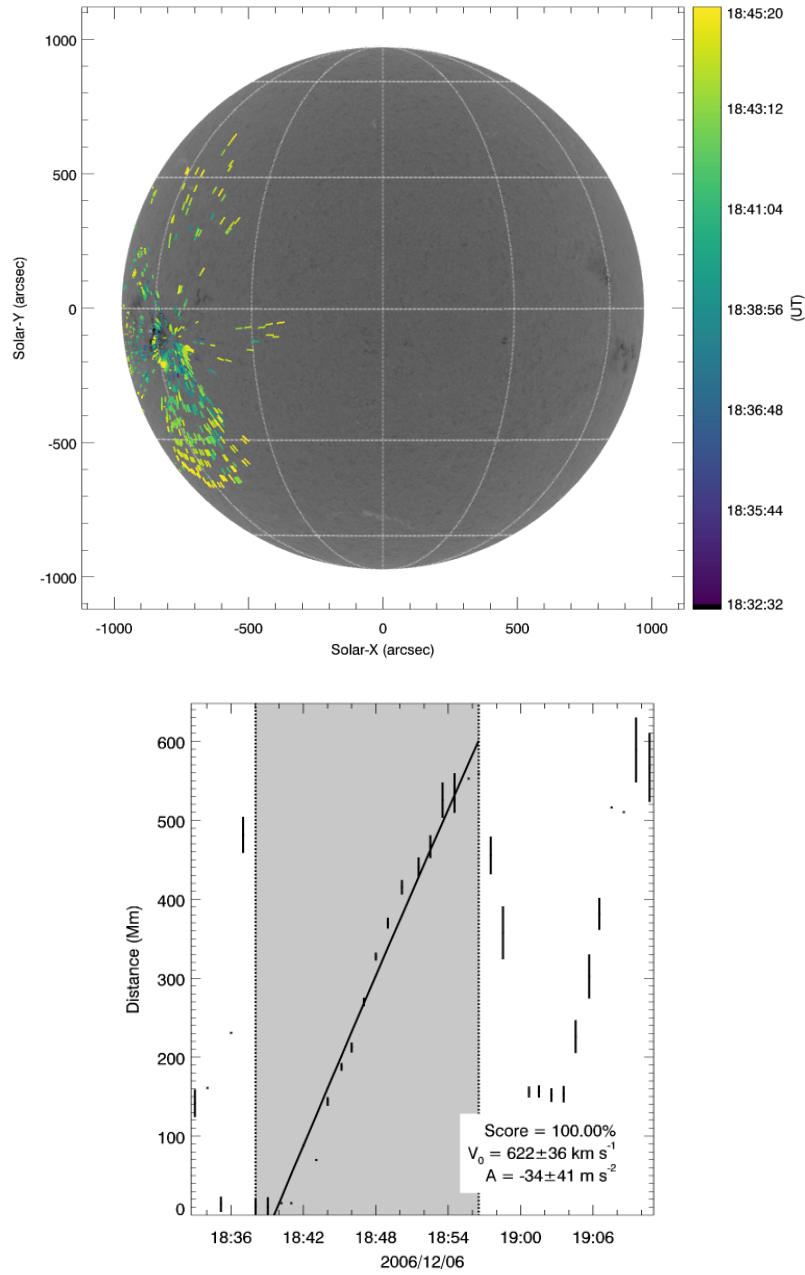 1000
500
0
-500
-1000
Solar-Y (arcsec)
-1000 -500 0 500 1000
Solar-X (arcsec)
18:45:20
18:43:12
18:41:04
18:38:56
18:36:48
18:35:44
18:32:32
(UT)
600
500
400
300
200
100
0
Distance (Mm)
Score = 100.00%
V₀ = 622±36 km s⁻¹
A = -34±41 m s⁻²
18:36 18:42 18:48 18:54 19:00 19:06
2006/12/06